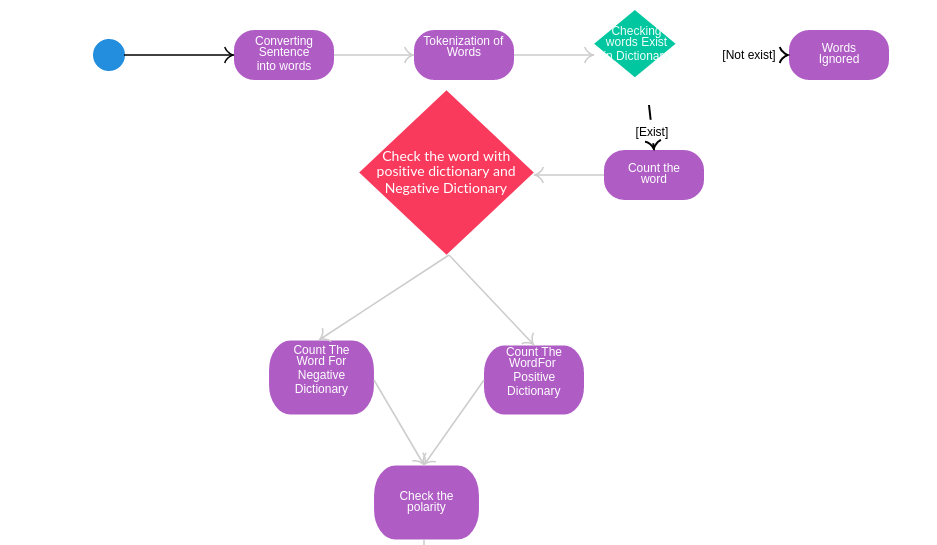 Converting
Sentence
into words
Tokenization of
Words
Checking
words Exist
in Dictionary
[Not exist]
Words
Ignored
[Exist]
Count the
word
Check the word with
positive dictionary and
Negative Dictionary
Count The
Word For
Negative
Dictionary
Count The
WordFor
Positive
Dictionary
Check the
polarity